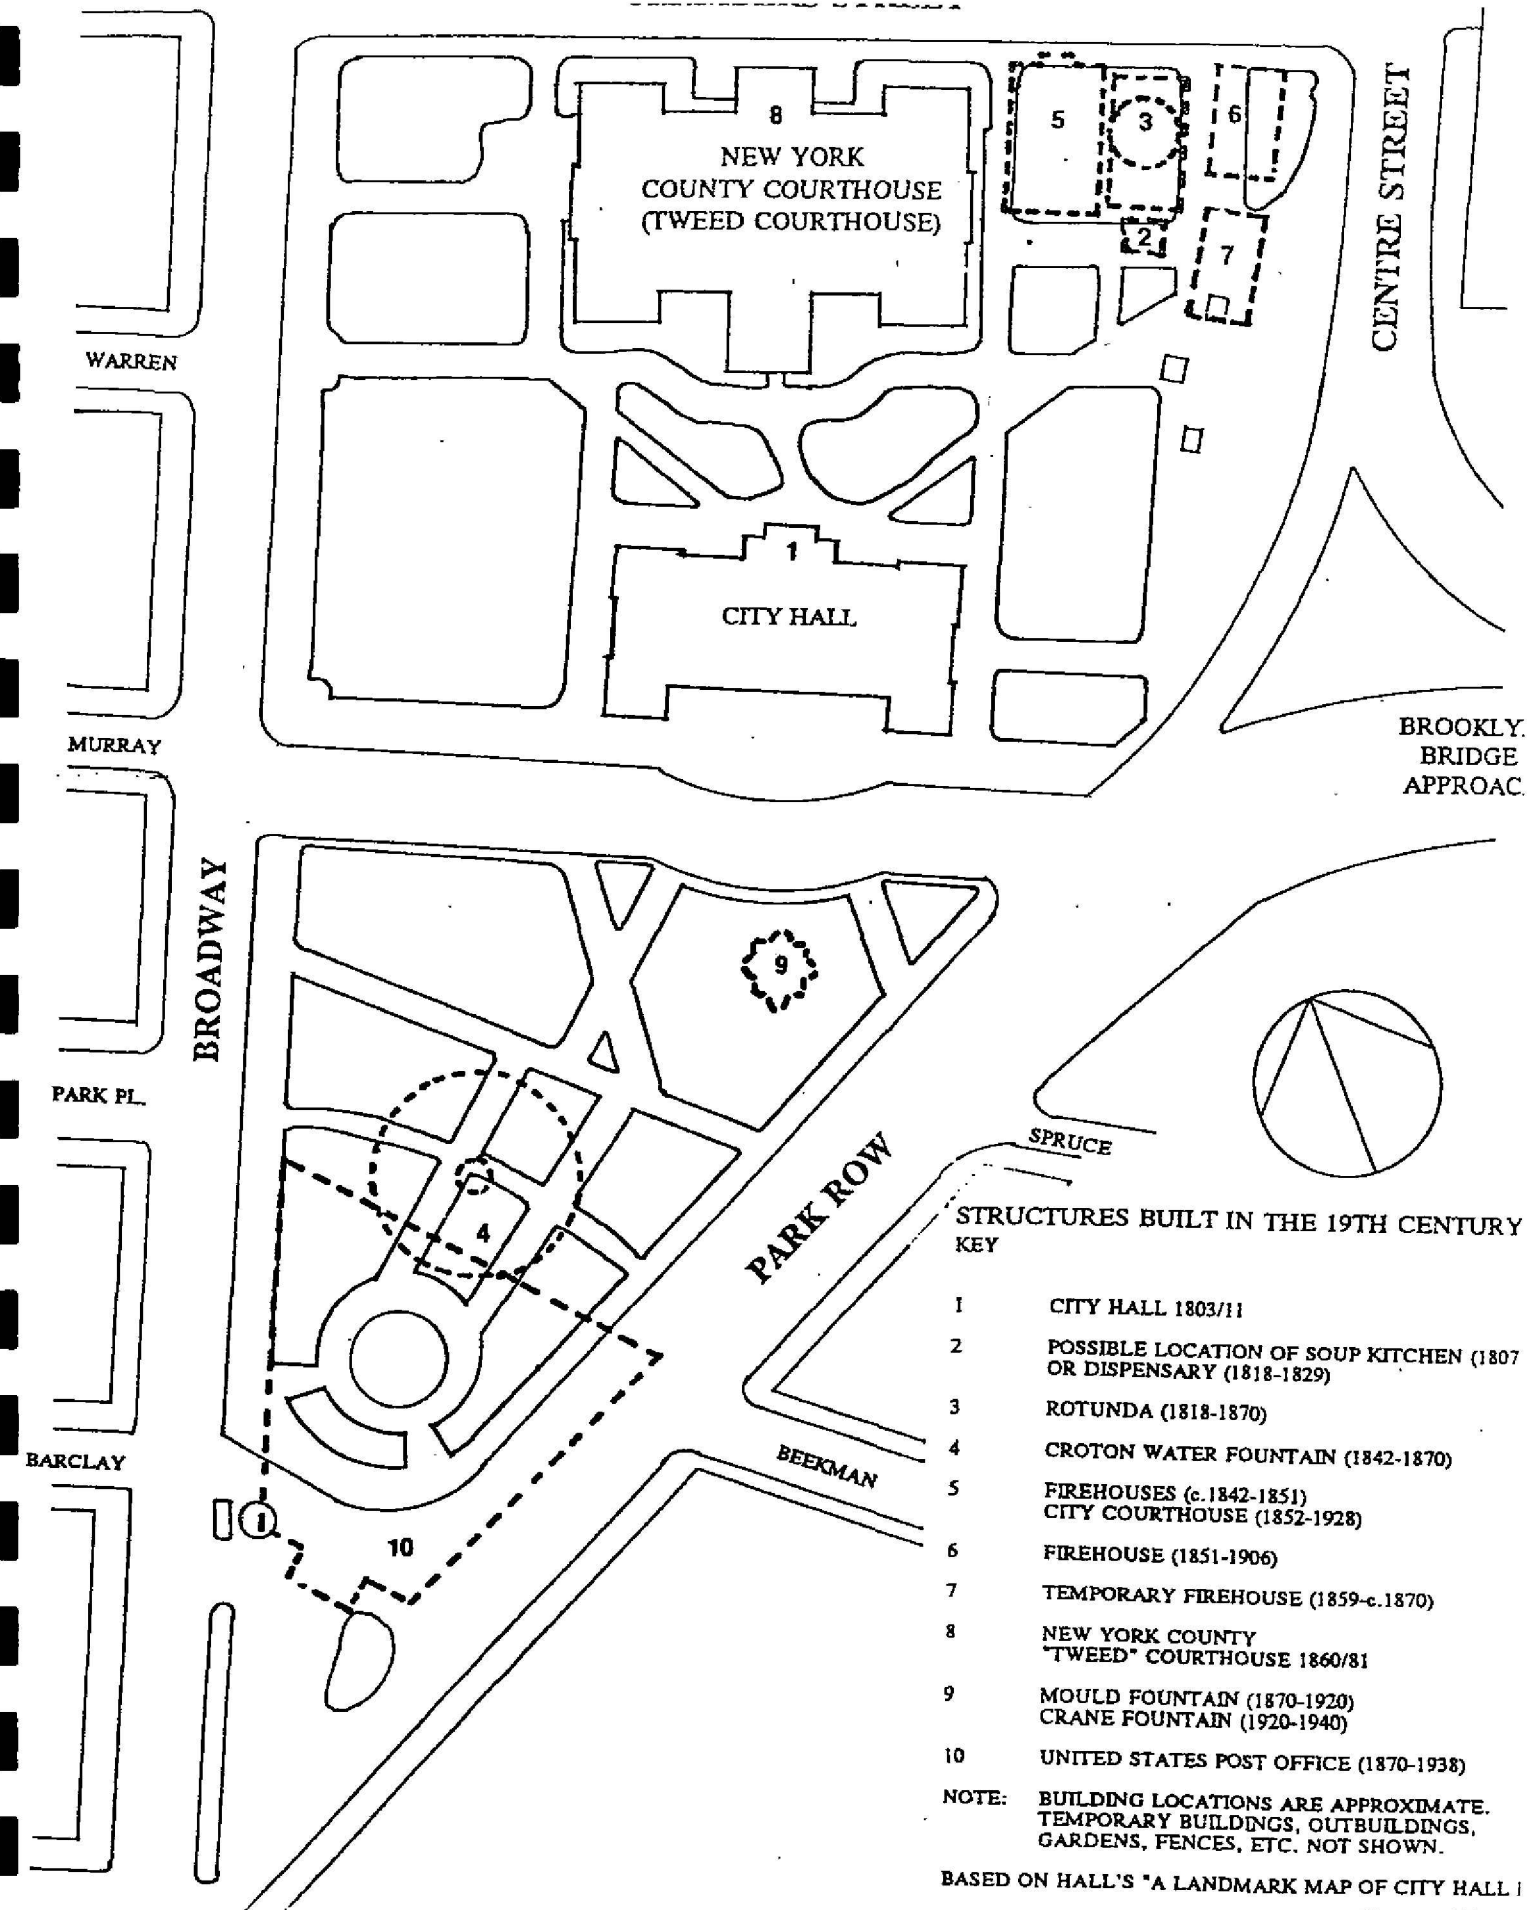 8
NEW YORK
COUNTY COURTHOUSE
(TWEED COURTHOUSE)
5
3
6
2
7
CENTRE STREET
WARREN
1
CITY HALL
MURRAY
BROOKLY
BRIDGE
APPROAC
BROADWAY
9
PARK PL.
4
PARK ROW
SPRUCE
BARCLAY
BEEKMAN
10
STRUCTURES BUILT IN THE 19TH CENTURY
KEY
1 CITY HALL 1803/11
2 POSSIBLE LOCATION OF SOUP KITCHEN (1807
OR DISPENSARY (1818-1829)
3 ROTUNDA (1818-1870)
4 CROTON WATER FOUNTAIN (1842-1870)
5 FIREHOUSES (c.1842-1851)
CITY COURTHOUSE (1852-1928)
6 FIREHOUSE (1851-1906)
7 TEMPORARY FIREHOUSE (1859-c.1870)
8 NEW YORK COUNTY
"TWEED" COURTHOUSE 1860/81
9 MOULD FOUNTAIN (1870-1920)
CRANE FOUNTAIN (1920-1940)
10 UNITED STATES POST OFFICE (1870-1938)
NOTE: BUILDING LOCATIONS ARE APPROXIMATE.
TEMPORARY BUILDINGS, OUTBUILDINGS,
GARDENS, FENCES, ETC. NOT SHOWN.
BASED ON HALL'S "A LANDMARK MAP OF CITY HALL